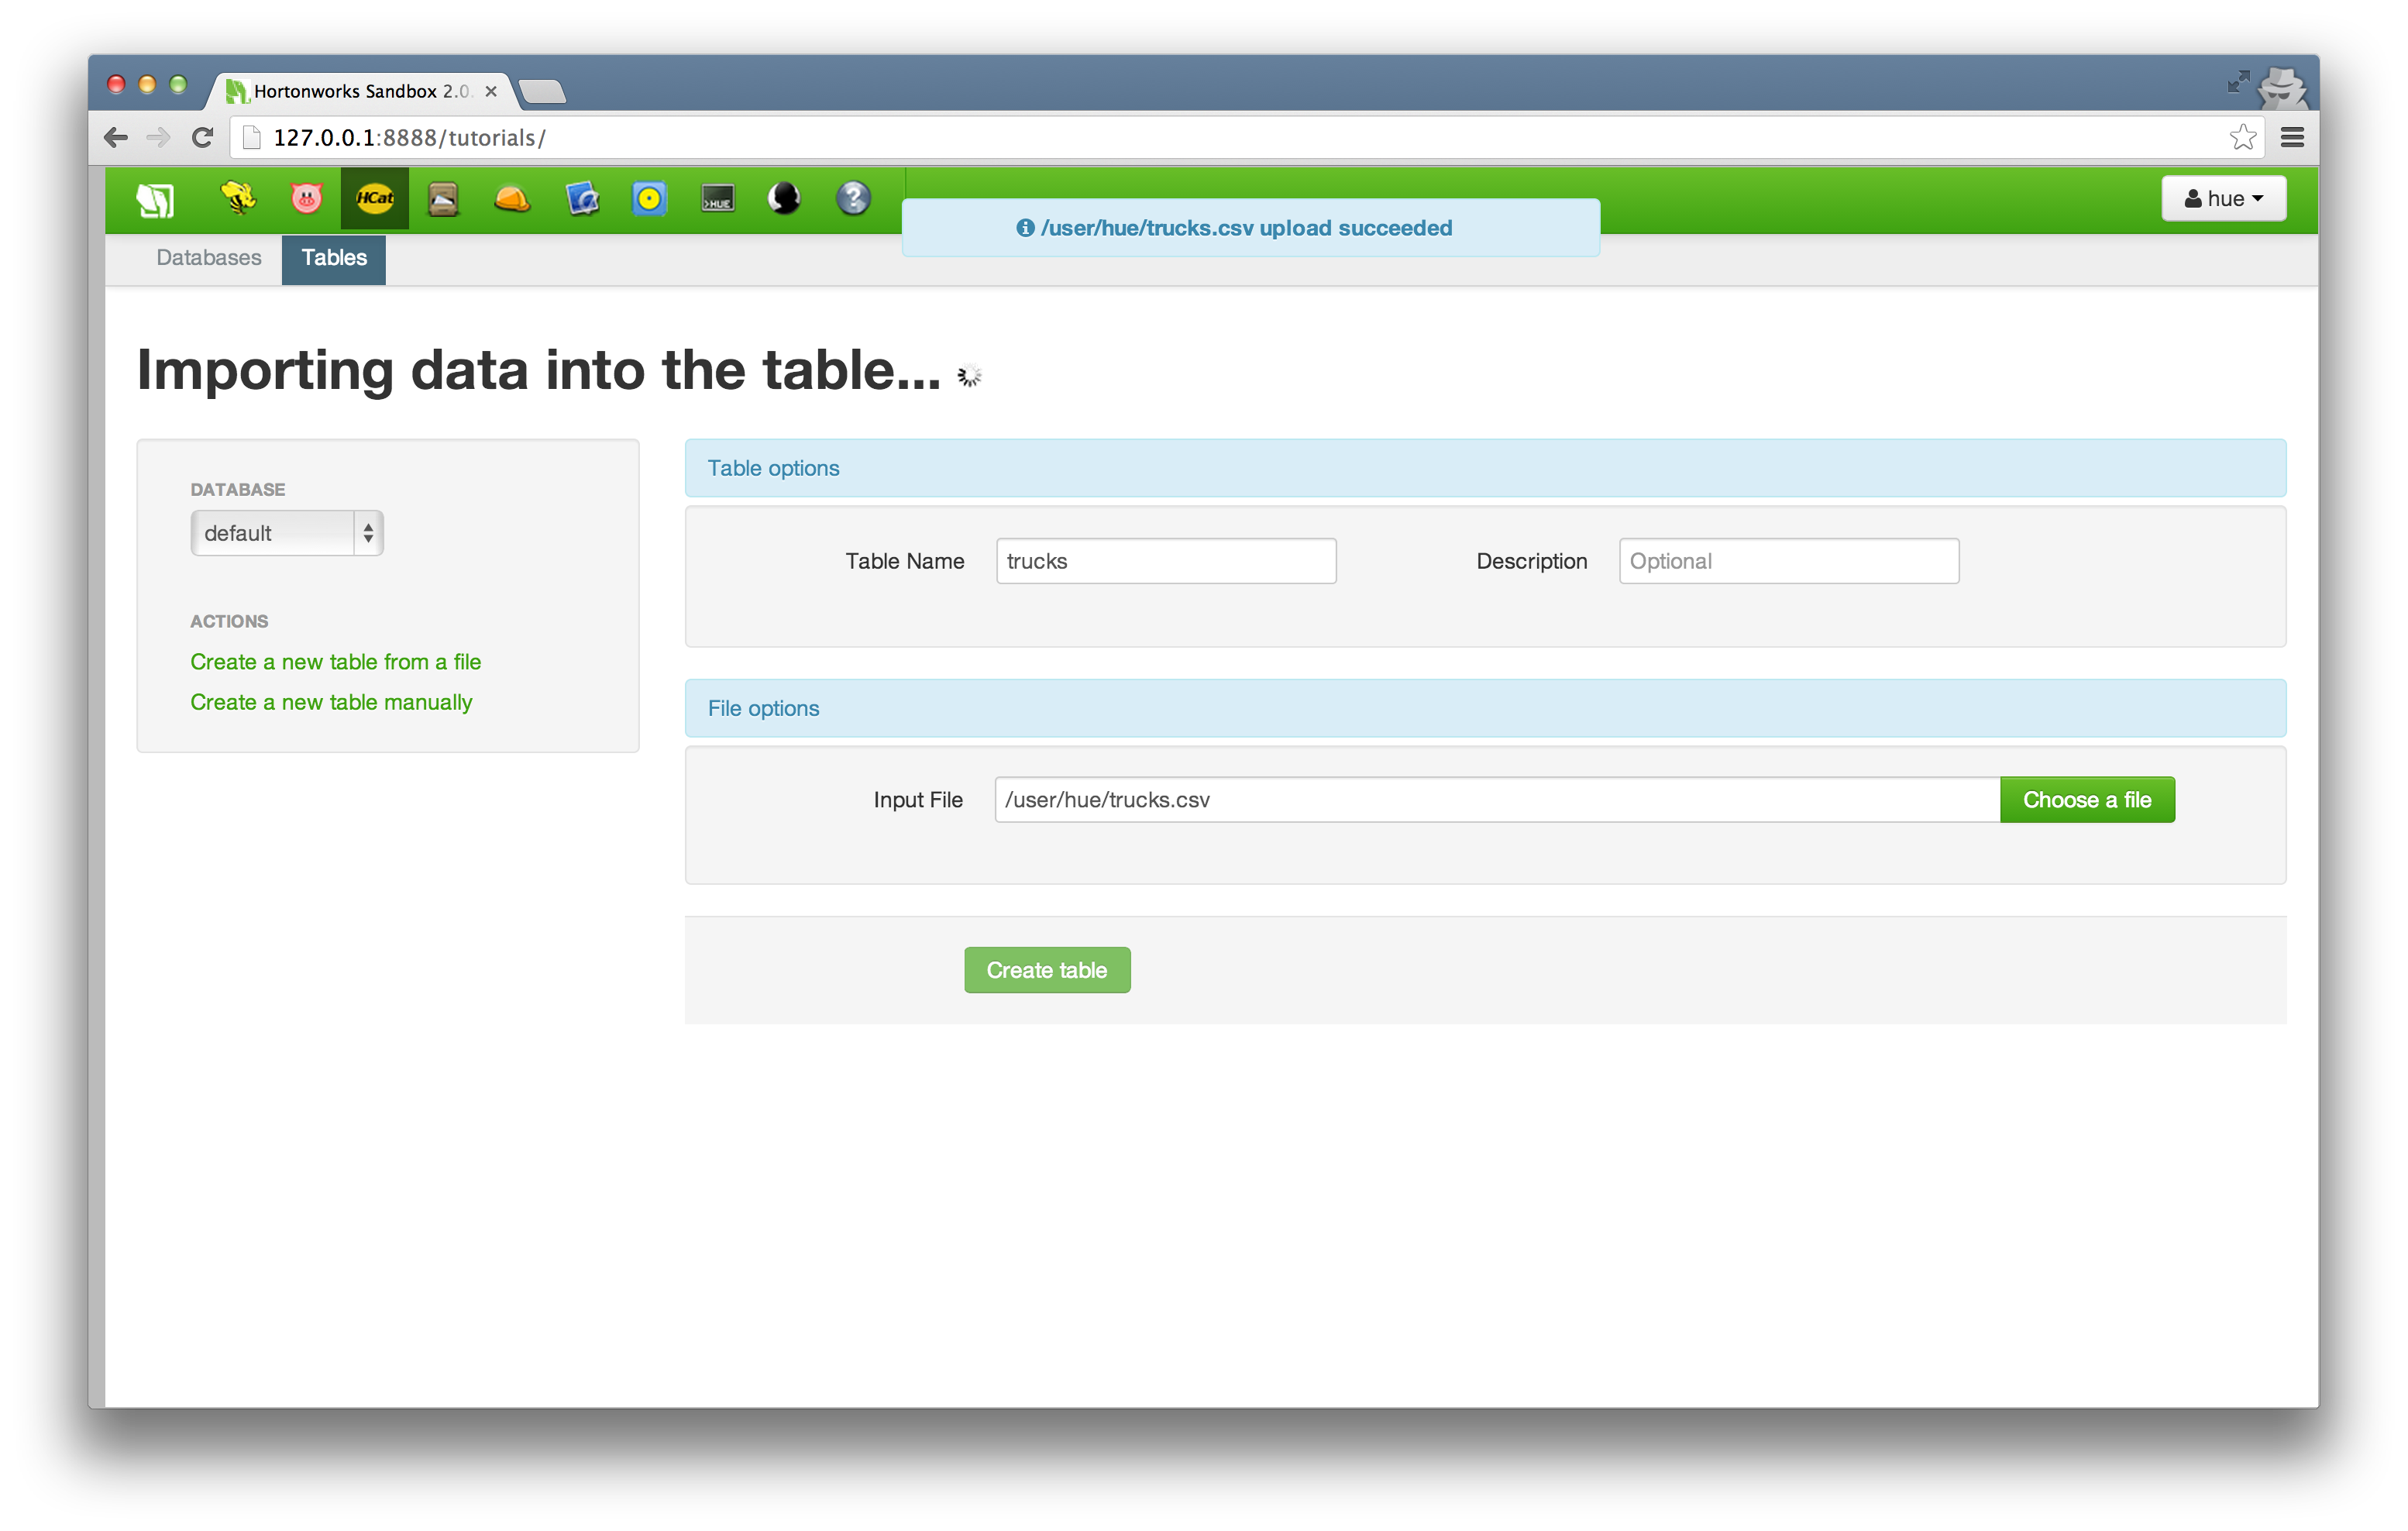 Hortonworks Sandbox 2.0
127.0.0.1:8888/tutorials/
HCat
>HUE
?
hue
/user/hue/trucks.csv upload succeeded
Databases
Tables
Importing data into the table...
DATABASE
default
ACTIONS
Create a new table from a file
Create a new table manually
Table options
Table Name
trucks
Description
Optional
File options
Input File
/user/hue/trucks.csv
Choose a file
Create table